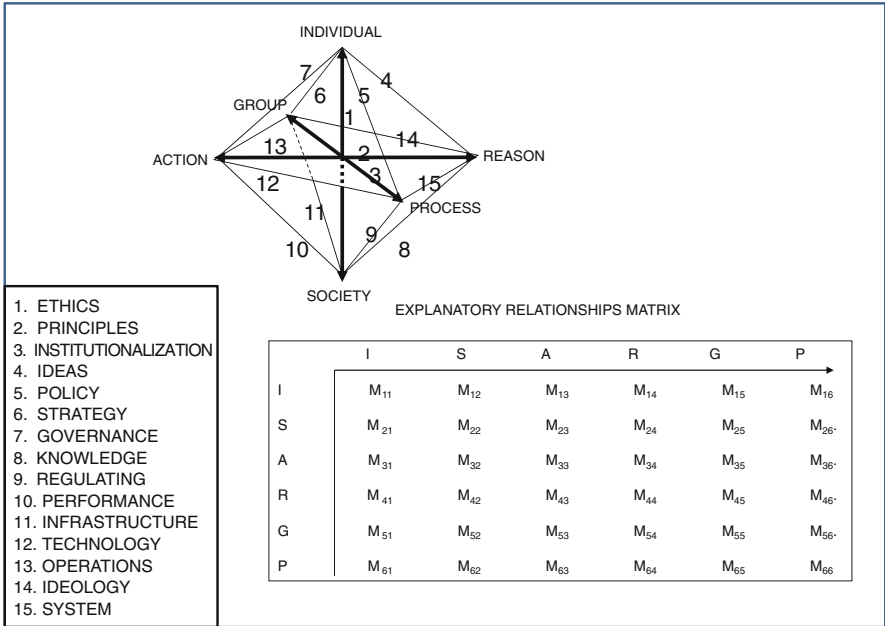 INDIVIDUAL
7
4
6
5
GROUP
1
14
13
2
ACTION
REASON
3
15
12
PROCESS
11
9
10
8
SOCIETY
1. ETHICS
2. PRINCIPLES
3. INSTITUTIONALIZATION
4. IDEAS
5. POLICY
6. STRATEGY
7. GOVERNANCE
8. KNOWLEDGE
9. REGULATING
10. PERFORMANCE
11. INFRASTRUCTURE
12. TECHNOLOGY
13. OPERATIONS
14. IDEOLOGY
15. SYSTEM
EXPLANATORY RELATIONSHIPS MATRIX
I S A R G P
I M11 M12 M13 M14 M15 M16
S M21 M22 M23 M24 M25 M26.
A M31 M32 M33 M34 M35 M36.
R M41 M42 M43 M44 M45 M46.
G M51 M52 M53 M54 M55 M56.
P M61 M62 M63 M64 M65 M66